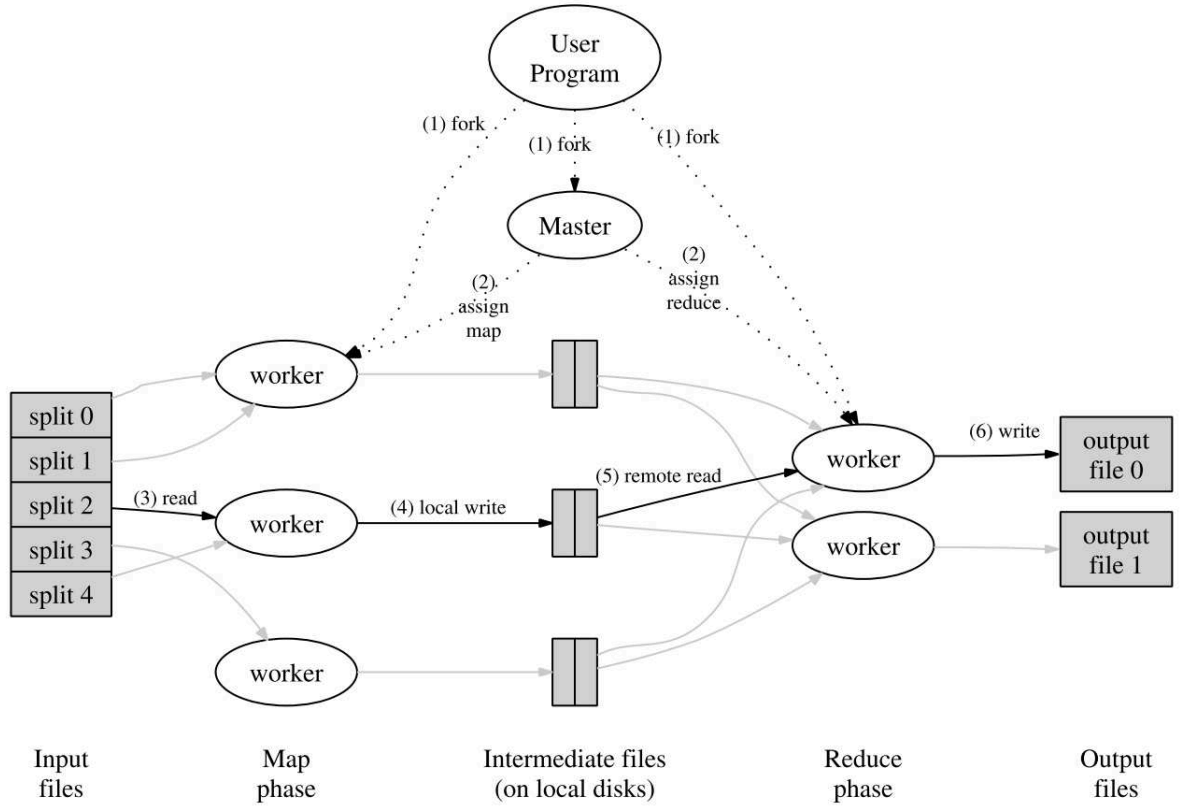 User
Program
(1) fork
(1) fork
(1) fork
Master
(2)
assign
map
(2)
assign
reduce
worker
split 0
split 1
split 2
split 3
split 4
(3) read
worker
(4) local write
worker
(5) remote read
worker
worker
(6) write
output
file 0
output
file 1
Input
files
Map
phase
Intermediate files
(on local disks)
Reduce
phase
Output
files